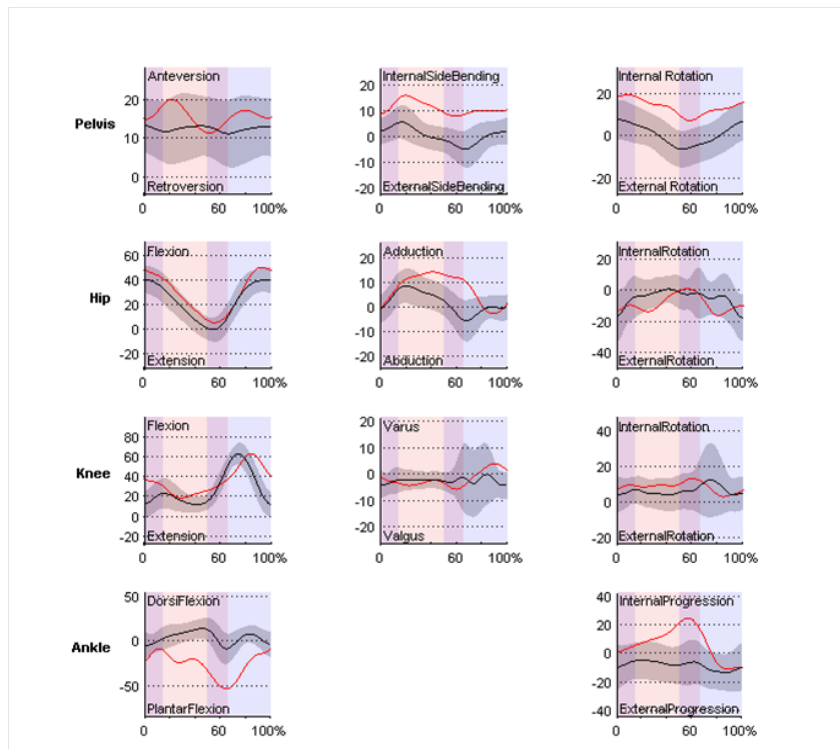 Anteversion InternalSideBending Internal Rotation
20 20 20
Pelvis 10 10 0
0 0 -20
-10
-20
Retroversion ExternalSideBending External Rotation
0 60 100% 0 60 100% 0 60 100%
Flexion Adduction InternalRotation
60 20 20
40 10 0
Hip 20 0 -20
0 -10 -40
-20 -20
Extension Abduction ExternalRotation
0 60 100% 0 60 100% 0 60 100%
Flexion Varus InternalRotation
80 20 40
60 10 20
Knee 40 0 0
20 -10 -20
0 -20
-20
Extension Valgus ExternalRotation
0 60 100% 0 60 100% 0 60 100%
DorsiFlexion InternalProgression
50 40
Ankle 0 20
-50 0
-20
-40
PlantarFlexion ExternalProgression
0 60 100% 0 60 100%